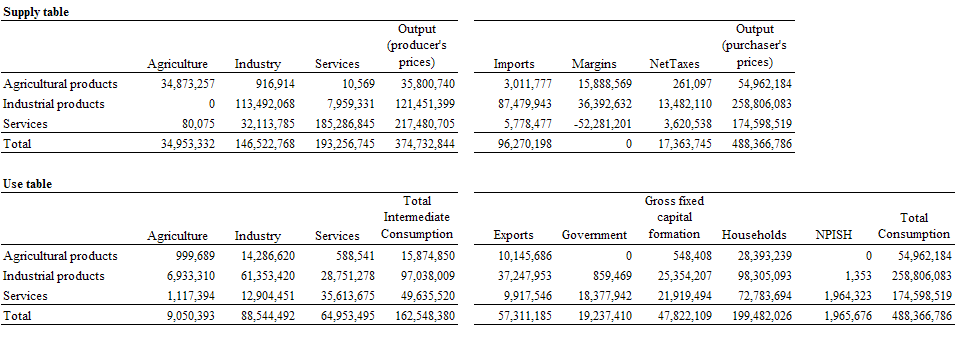 Supply table
Agriculture Industry Services Output (producer's prices) Imports Margins NetTaxes Output (purchaser's prices)
Agricultural products 34,873,257 916,914 10,569 35,800,740 3,011,777 15,888,569 261,097 54,962,184
Industrial products 0 113,492,068 7,959,331 121,451,399 87,479,943 36,392,632 13,482,110 258,806,083
Services 80,075 32,113,785 185,286,845 217,480,705 5,778,477 -52,281,201 3,620,538 174,598,519
Total 34,953,332 146,522,768 193,256,745 374,732,844 96,270,198 0 17,363,745 488,366,786
Use table
Agriculture Industry Services Total Intermediate Consumption Exports Government Gross fixed capital formation Households NPISH Total Consumption
Agricultural products 999,689 14,286,620 588,541 15,874,850 10,145,686 0 548,408 28,393,239 0 54,962,184
Industrial products 6,933,310 61,353,420 28,751,278 97,038,009 37,247,953 859,469 25,354,207 98,305,093 1,353 258,806,083
Services 1,117,394 12,904,451 35,613,675 49,635,520 9,917,546 18,377,942 21,919,494 72,783,694 1,964,323 174,598,519
Total 9,050,393 88,544,492 64,953,495 162,548,380 57,311,185 19,237,410 47,822,109 199,482,026 1,965,676 488,366,786